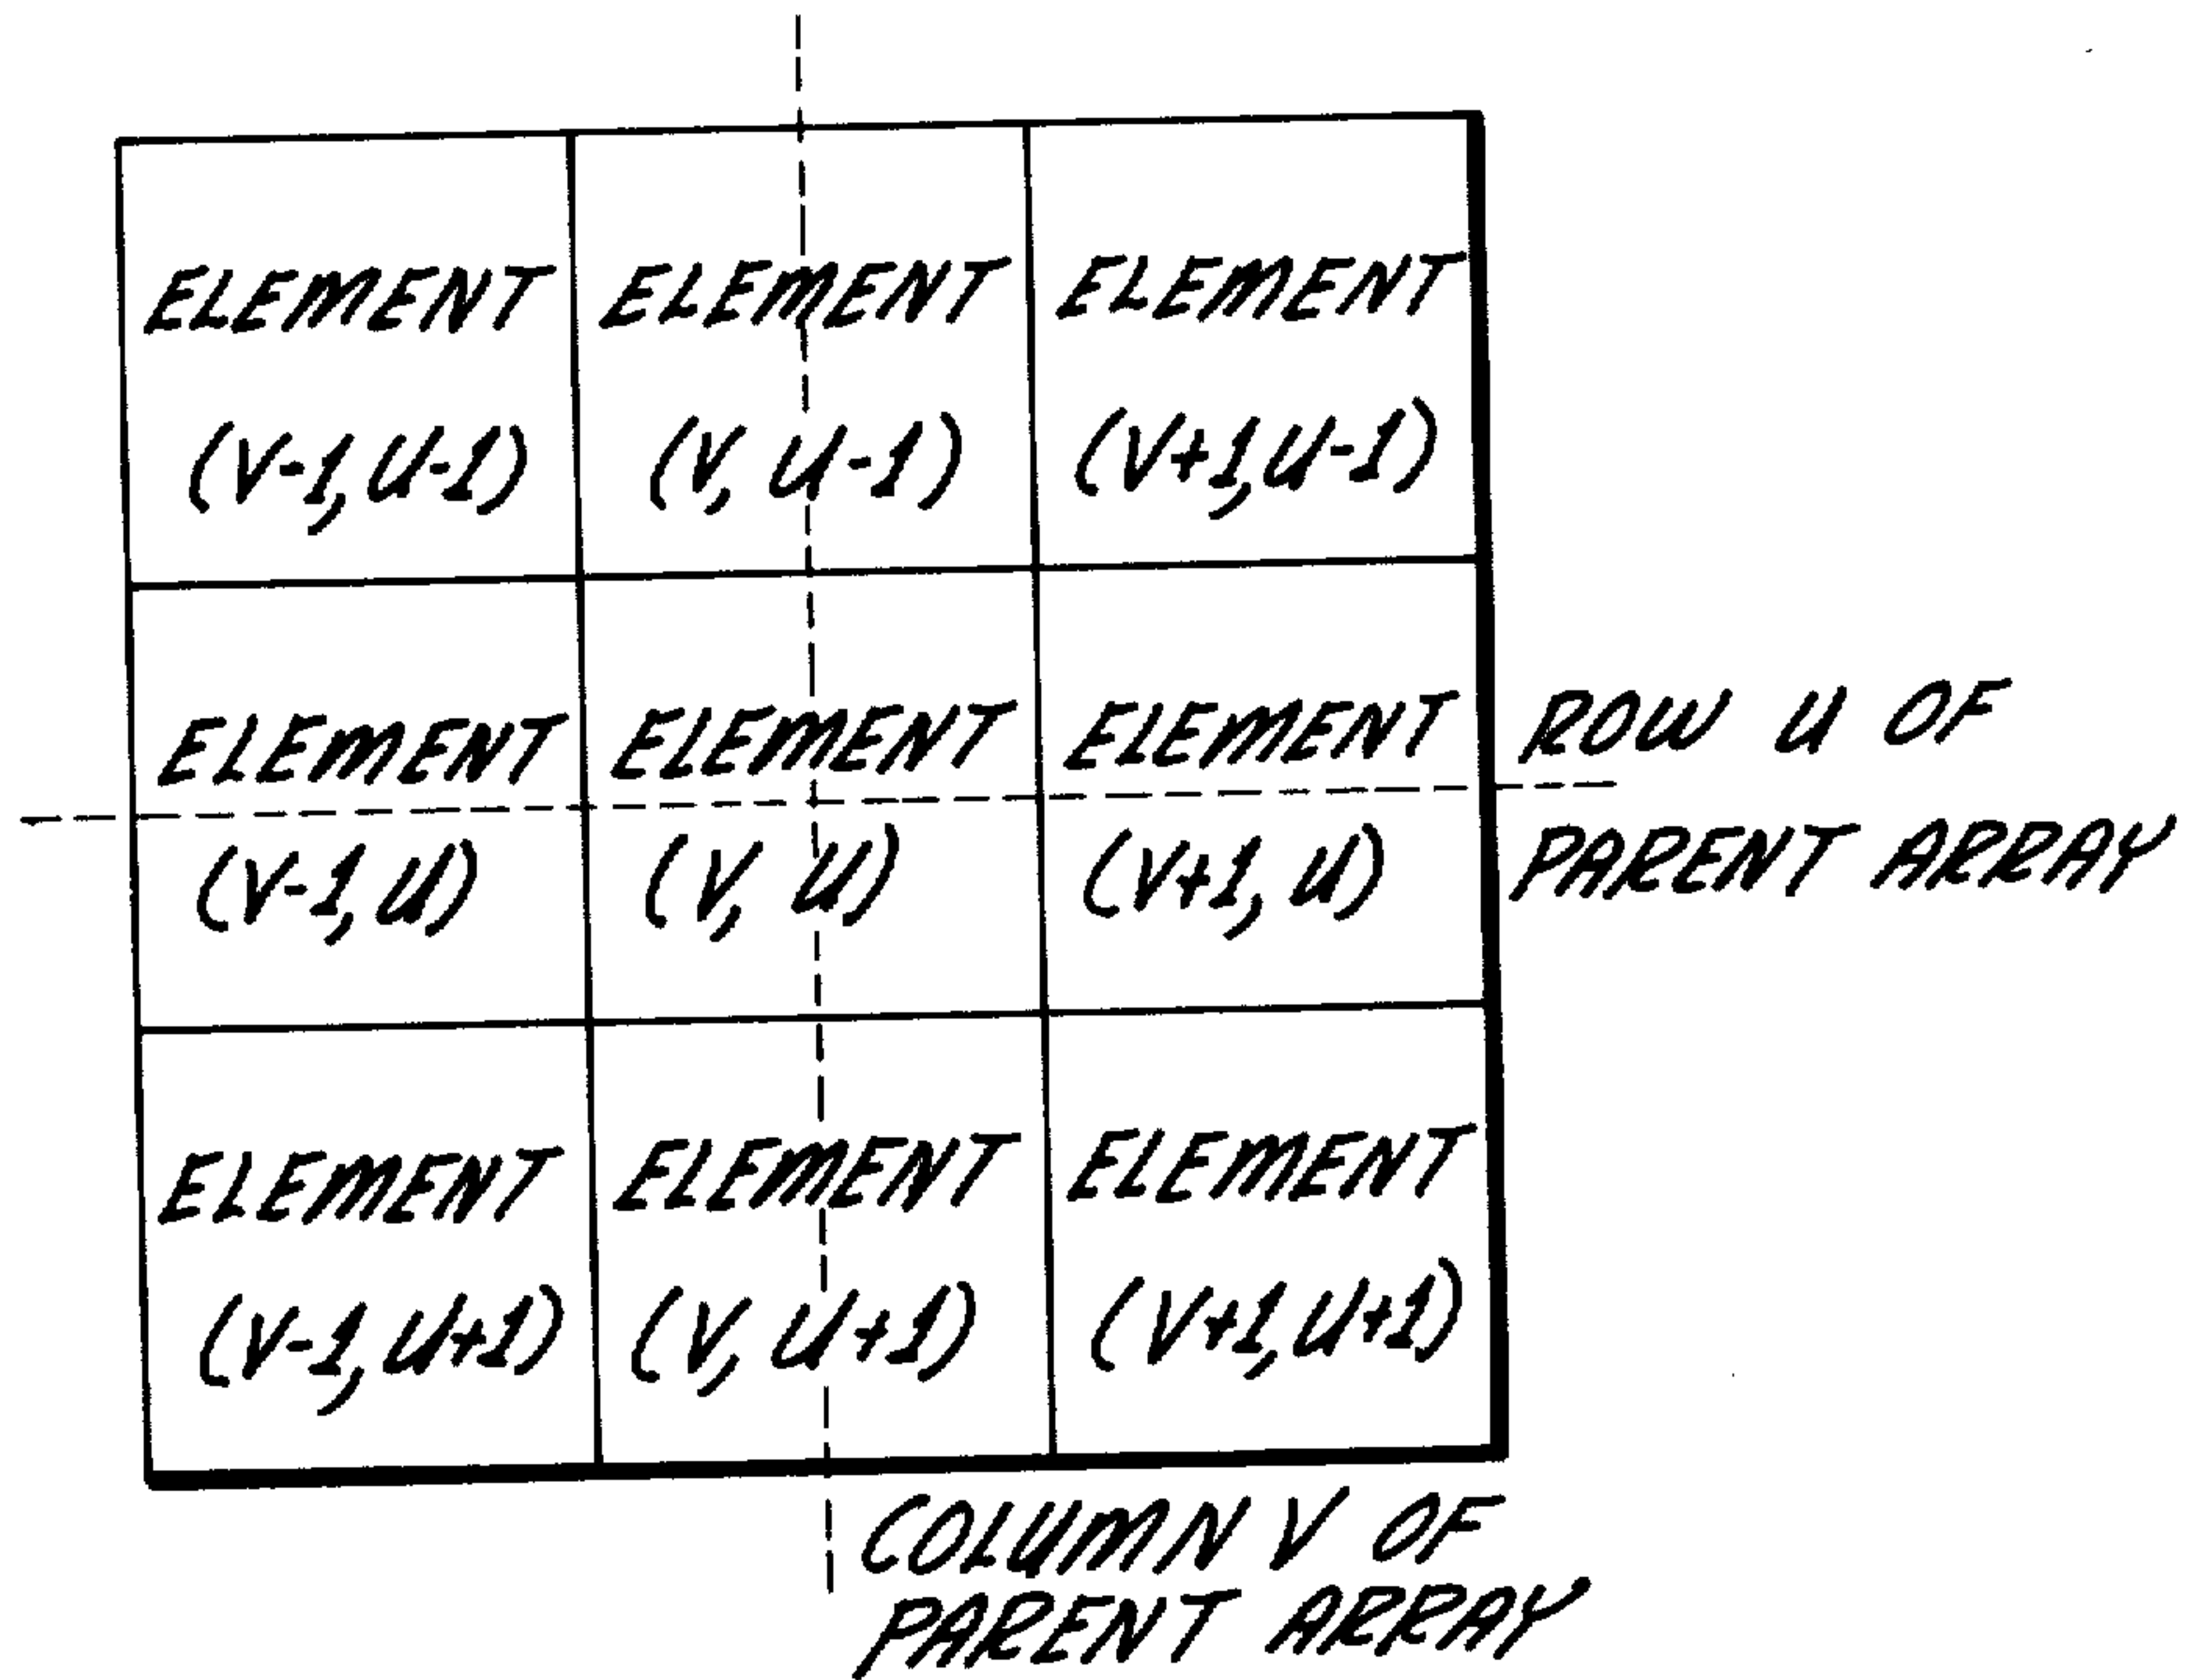 ELEMENT ELEMENT ELEMENT
(V-1,U-1) (V, U-1) (V+1,U-1)
ELEMENT ELEMENT ELEMENT ROW U OF
(V-1,U) (V, U) (V+1, U) PARENT ARRAY
ELEMENT ELEMENT ELEMENT
(V-1,U+1) (V, U+1) (V+1,U+1)
COLUMN V OF
PARENT ARRAY